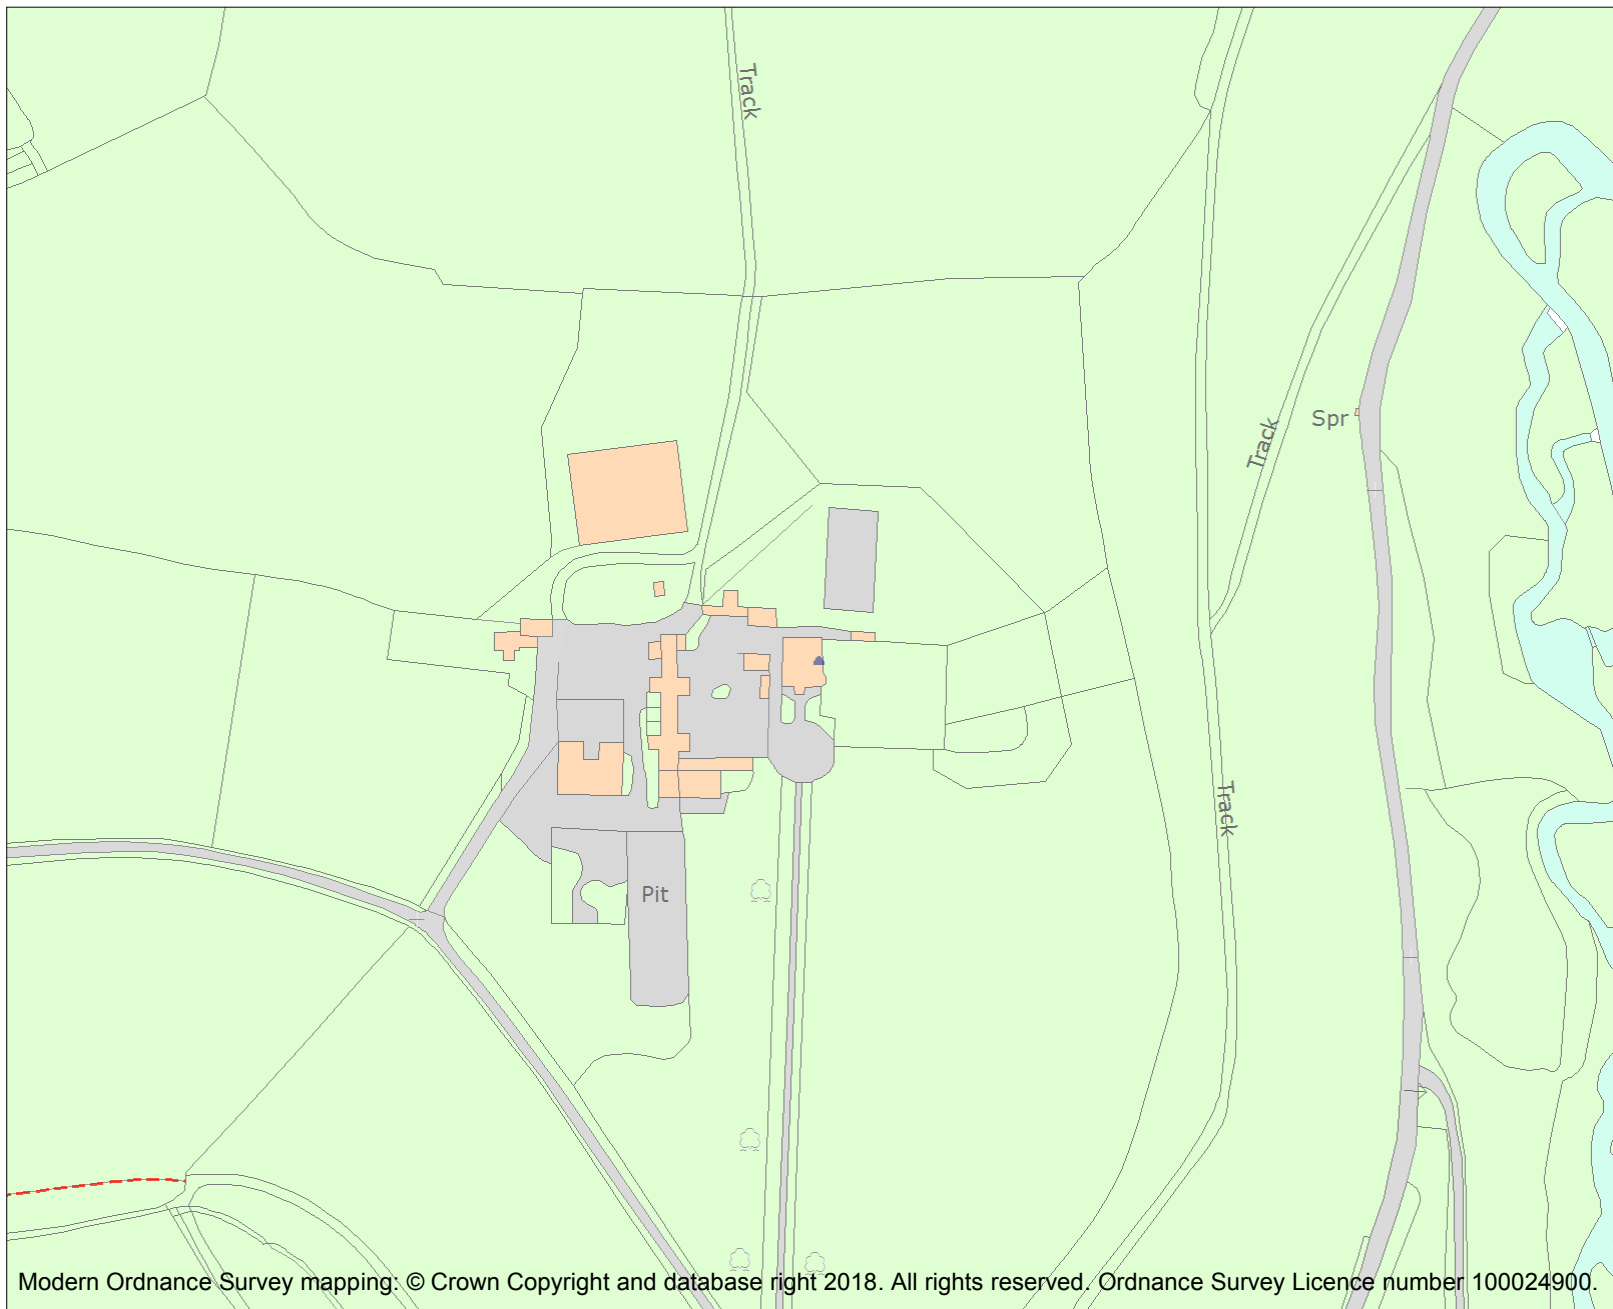 Track
Spr
Track
Track
Pit
Modern Ordnance Survey mapping: © Crown Copyright and database right 2018. All rights reserved. Ordnance Survey Licence number 100024900.